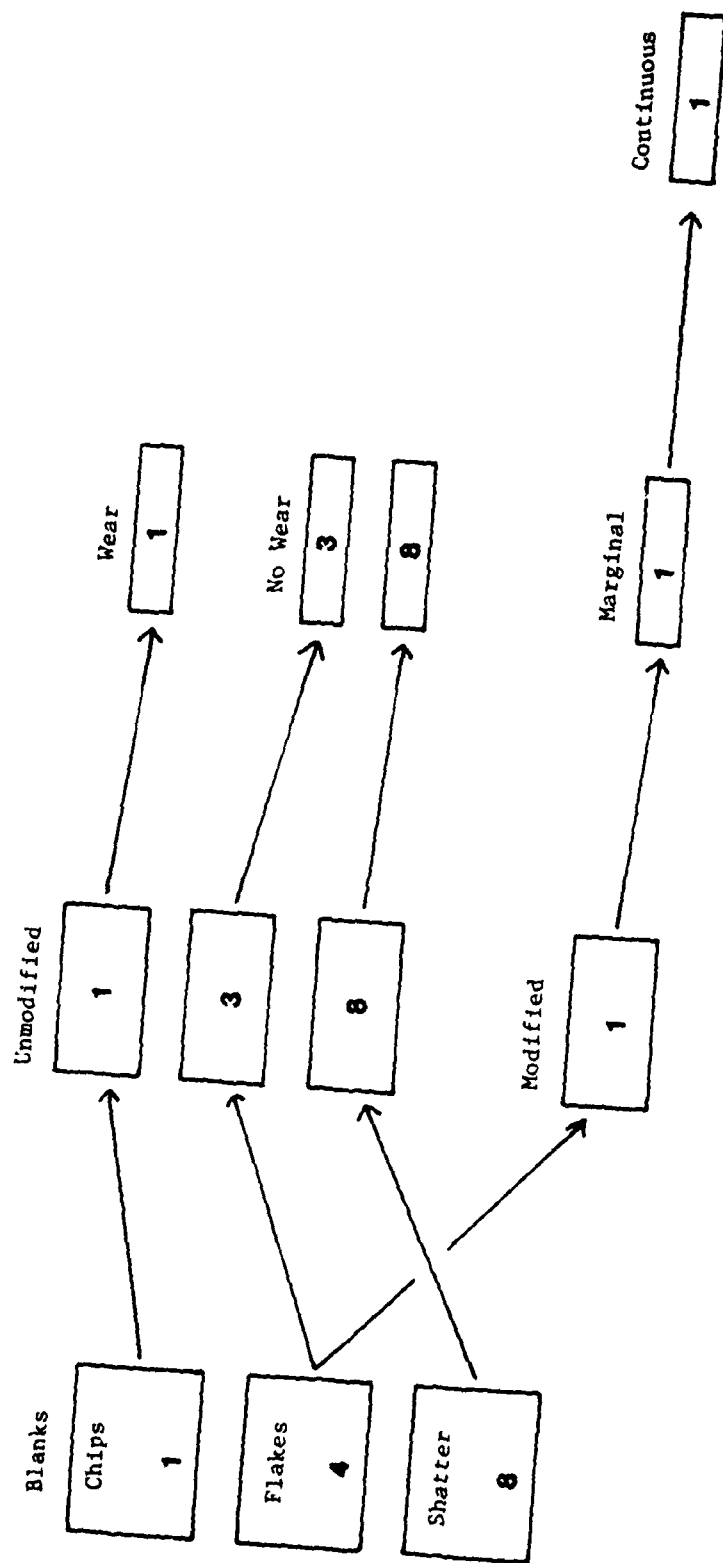 Blanks
Chips
1
Flakes
4
Shatter
8
Unmodified
1
3
8
Modified
1
Wear
1
No Wear
3
8
Marginal
1
Continuous
1